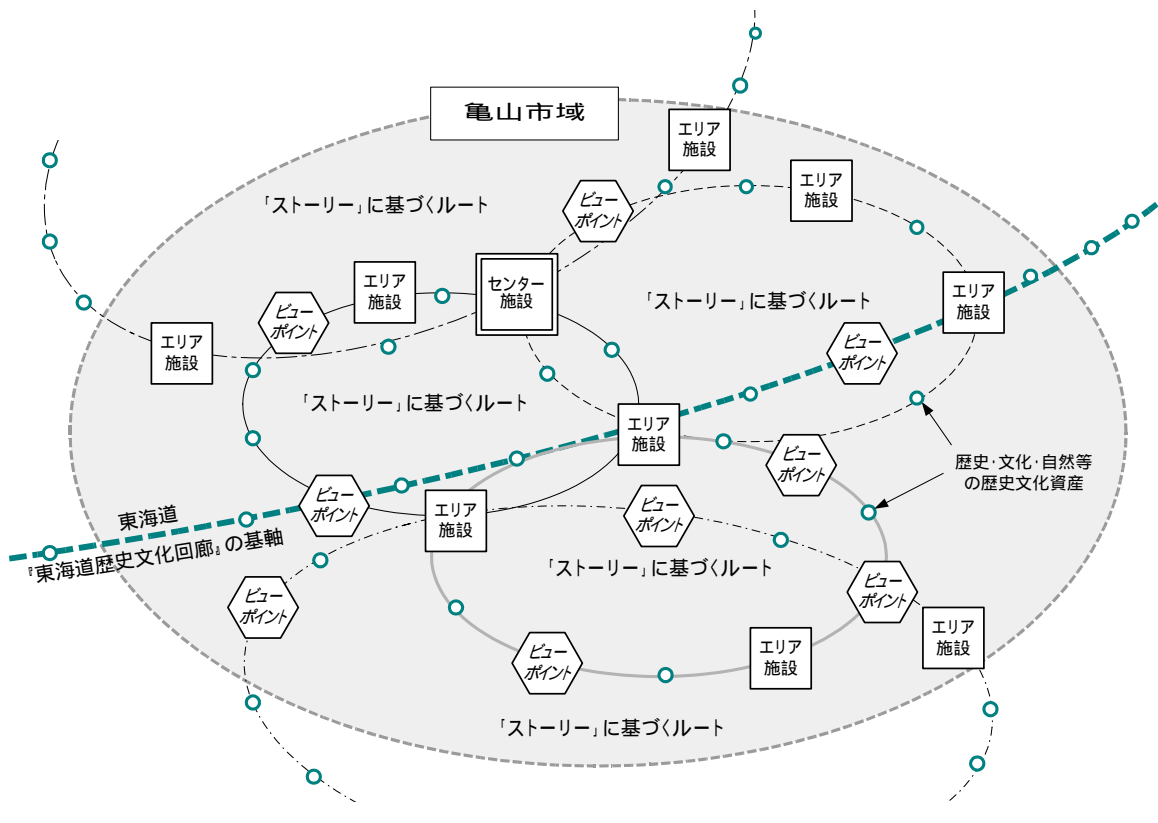 亀山市域
エリア
施設
エリア
施設
ビュー
ポイント
「ストーリー」に基づくルート
センター
施設
エリア
施設
エリア
施設
「ストーリー」に基づくルート
ビュー
ポイント
エリア
施設
ビュー
ポイント
「ストーリー」に基づくルート
エリア
施設
ビュー
ポイント
歴史・文化・自然等
の歴史文化資産
ビュー
ポイント
エリア
施設
ビュー
ポイント
東海道
『東海道歴史文化回廊』の基軸
「ストーリー」に基づくルート
ビュー
ポイント
ビュー
ポイント
エリア
施設
ビュー
ポイント
エリア
施設
「ストーリー」に基づくルート